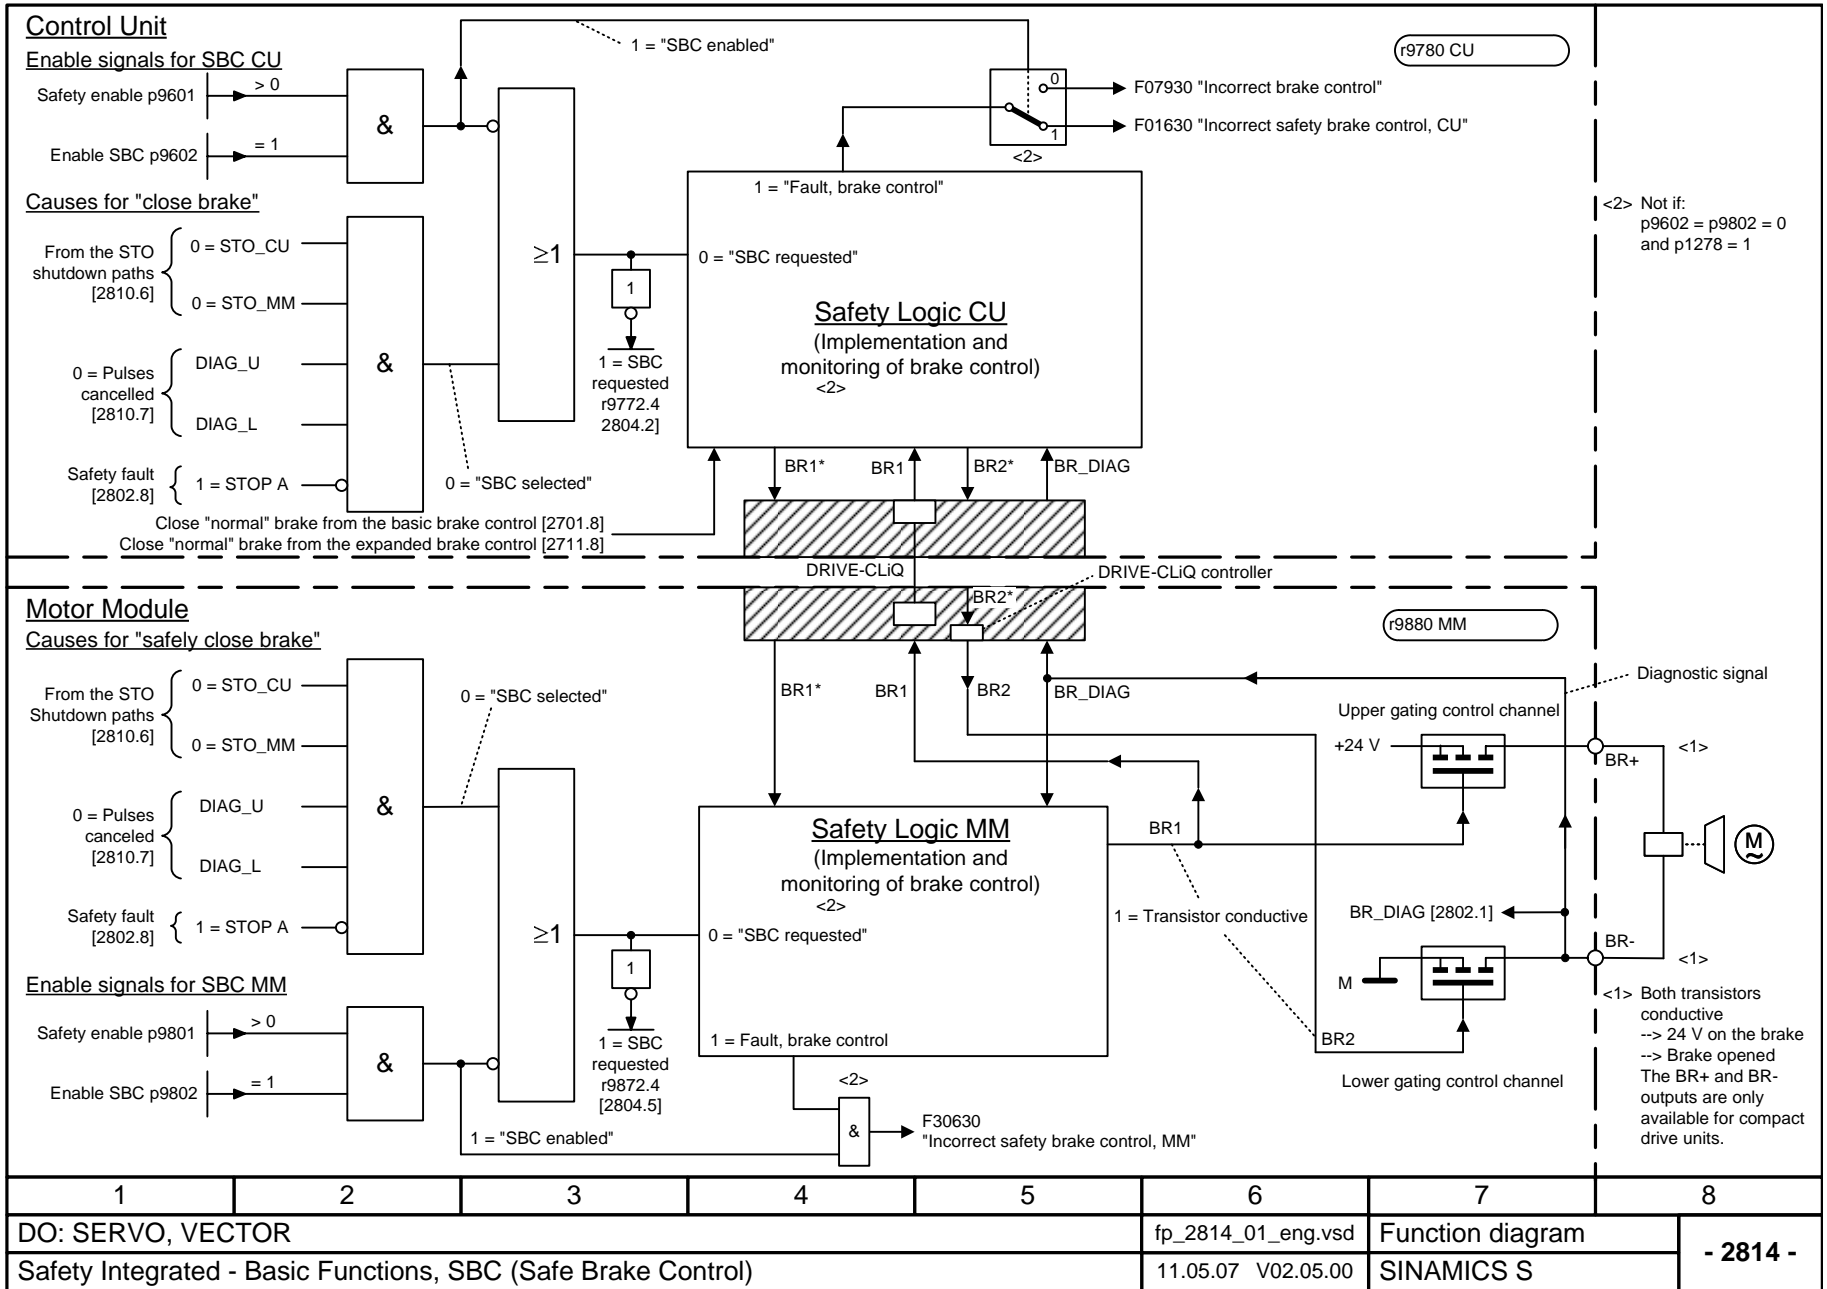 Control Unit
Enable signals for SBC CU
Safety enable p9601
> 0
&
Enable SBC p9602
= 1
1 = "SBC enabled"
r9780 CU
0
1
<2>
F07930 "Incorrect brake control"
F01630 "Incorrect safety brake control, CU"
Causes for "close brake"
From the STO
shutdown paths
[2810.6]
0 = STO_CU
0 = STO_MM
0 = Pulses
cancelled
[2810.7]
DIAG_U
DIAG_L
&
Safety fault
[2802.8]
1 = STOP A
0 = "SBC selected"
≥1
1
1 = SBC
requested
r9772.4
2804.2]
1 = "Fault, brake control"
0 = "SBC requested"
Safety Logic CU
(Implementation and
monitoring of brake control)
<2>
<2> Not if:
p9602 = p9802 = 0
and p1278 = 1
Close "normal" brake from the basic brake control [2701.8]
Close "normal" brake from the expanded brake control [2711.8]
BR1*
BR1
BR2*
BR_DIAG
DRIVE-CLiQ
DRIVE-CLiQ controller
BR2*
Motor Module
Causes for "safely close brake"
r9880 MM
From the STO
Shutdown paths
[2810.6]
0 = STO_CU
0 = STO_MM
0 = Pulses
canceled
[2810.7]
DIAG_U
DIAG_L
&
Safety fault
[2802.8]
1 = STOP A
0 = "SBC selected"
BR1*
BR1
BR2
BR_DIAG
Diagnostic signal
Upper gating control channel
+24 V
BR+
<1>
≥1
1
1 = SBC
requested
r9872.4
[2804.5]
Safety Logic MM
(Implementation and
monitoring of brake control)
<2>
0 = "SBC requested"
1 = Fault, brake control
BR1
1 = Transistor conductive
BR_DIAG [2802.1]
M
~
BR-
<1>
M
BR2
Lower gating control channel
Enable signals for SBC MM
Safety enable p9801
> 0
Enable SBC p9802
= 1
&
1 = "SBC enabled"
<2>
&
F30630
"Incorrect safety brake control, MM"
<1> Both transistors
conductive
--> 24 V on the brake
--> Brake opened
The BR+ and BR-
outputs are only
available for compact
drive units.
1 2 3 4 5 6 7 8
DO: SERVO, VECTOR
fp_2814_01_eng.vsd
Function diagram
- 2814 -
Safety Integrated - Basic Functions, SBC (Safe Brake Control)
11.05.07 V02.05.00
SINAMICS S